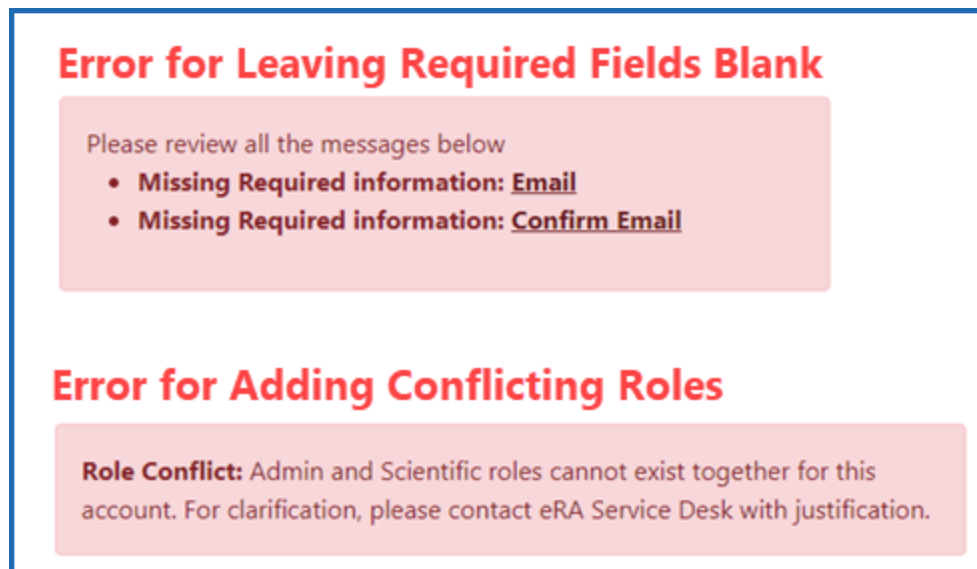 Error for Leaving Required Fields Blank
Please review all the messages below
• Missing Required information: Email
• Missing Required information: Confirm Email
Error for Adding Conflicting Roles
Role Conflict: Admin and Scientific roles cannot exist together for this
account. For clarification, please contact eRA Service Desk with justification.